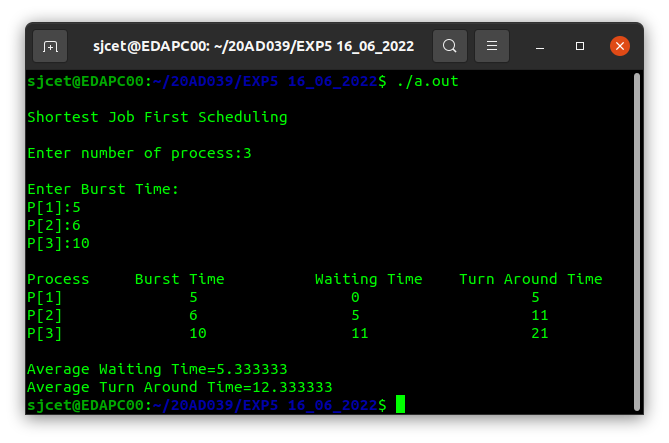 sjcet@EDAPC00: ~/20AD039/EXP5 16_06_2022
sjcet@EDAPC00:~/20AD039/EXP5 16_06_2022$ ./a.out
Shortest Job First Scheduling
Enter number of process:3
Enter Burst Time:
P[1]:5
P[2]:6
P[3]:10
Process Burst Time Waiting Time Turn Around Time
P[1] 5 0 5
P[2] 6 5 11
P[3] 10 11 21
Average Waiting Time=5.333333
Average Turn Around Time=12.333333
sjcet@EDAPC00:~/20AD039/EXP5 16_06_2022$